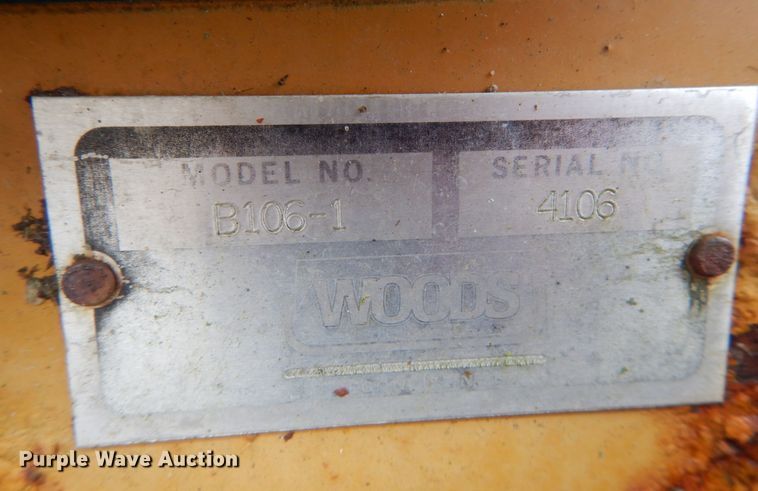 MODEL NO. SERIAL NO.
B106-1 4106
WOODS
Purple Wave Auction